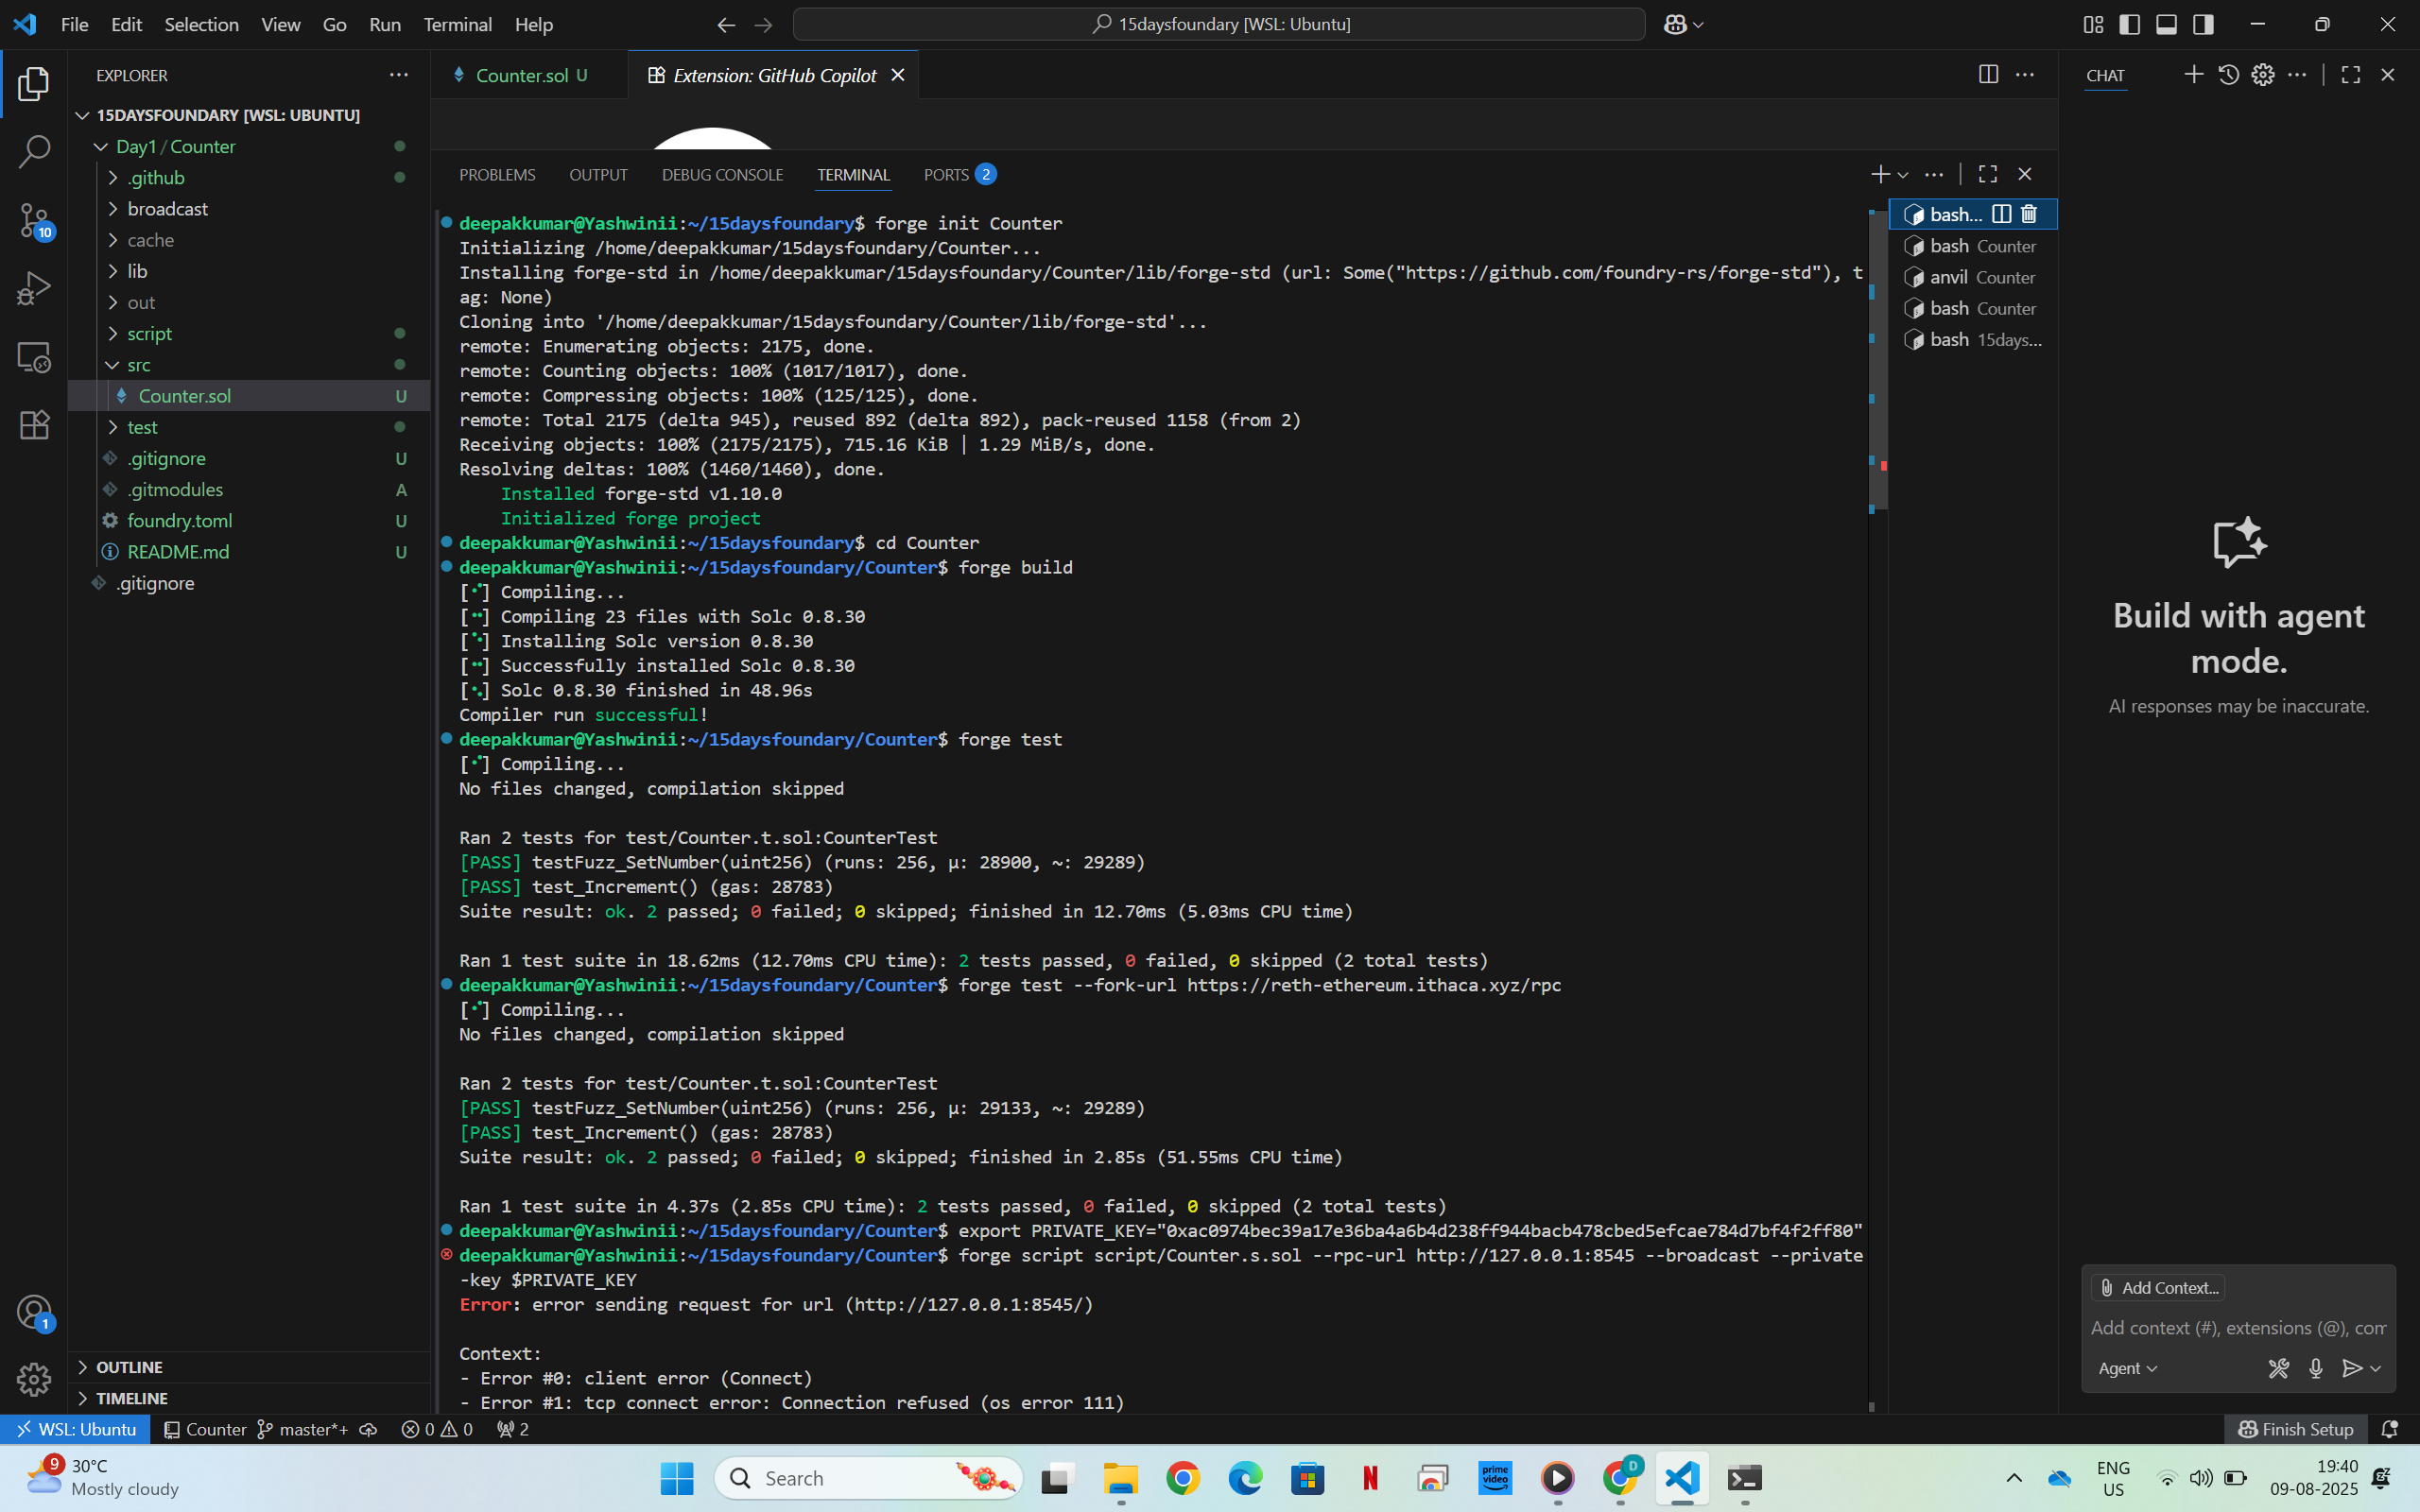 File Edit Selection View Go Run Terminal Help
15daysfoundary [WSL: Ubuntu]
EXPLORER
15DAYSFOUNDARY [WSL: UBUNTU]
Day1 / Counter
.github
broadcast
cache
lib
out
script
src
Counter.sol U
test
.gitignore U
.gitmodules A
foundry.toml U
README.md U
.gitignore
OUTLINE
TIMELINE
10
1
Counter.sol U
Extension: GitHub Copilot
PROBLEMS OUTPUT DEBUG CONSOLE TERMINAL PORTS 2
deepakkumar@Yashwinii:~/15daysfoundary$ forge init Counter
Initializing /home/deepakkumar/15daysfoundary/Counter...
Installing forge-std in /home/deepakkumar/15daysfoundary/Counter/lib/forge-std (url: Some("https://github.com/foundry-rs/forge-std"), t
ag: None)
Cloning into '/home/deepakkumar/15daysfoundary/Counter/lib/forge-std'...
remote: Enumerating objects: 2175, done.
remote: Counting objects: 100% (1017/1017), done.
remote: Compressing objects: 100% (125/125), done.
remote: Total 2175 (delta 945), reused 892 (delta 892), pack-reused 1158 (from 2)
Receiving objects: 100% (2175/2175), 715.16 KiB | 1.29 MiB/s, done.
Resolving deltas: 100% (1460/1460), done.
Installed forge-std v1.10.0
Initialized forge project
deepakkumar@Yashwinii:~/15daysfoundary$ cd Counter
deepakkumar@Yashwinii:~/15daysfoundary/Counter$ forge build
[⠊] Compiling...
[⠒] Compiling 23 files with Solc 0.8.30
[⠑] Installing Solc version 0.8.30
[⠒] Successfully installed Solc 0.8.30
[⠢] Solc 0.8.30 finished in 48.96s
Compiler run successful!
deepakkumar@Yashwinii:~/15daysfoundary/Counter$ forge test
[⠊] Compiling...
No files changed, compilation skipped
Ran 2 tests for test/Counter.t.sol:CounterTest
[PASS] testFuzz_SetNumber(uint256) (runs: 256, μ: 28900, ~: 29289)
[PASS] test_Increment() (gas: 28783)
Suite result: ok. 2 passed; 0 failed; 0 skipped; finished in 12.70ms (5.03ms CPU time)
Ran 1 test suite in 18.62ms (12.70ms CPU time): 2 tests passed, 0 failed, 0 skipped (2 total tests)
deepakkumar@Yashwinii:~/15daysfoundary/Counter$ forge test --fork-url https://reth-ethereum.ithaca.xyz/rpc
[⠊] Compiling...
No files changed, compilation skipped
Ran 2 tests for test/Counter.t.sol:CounterTest
[PASS] testFuzz_SetNumber(uint256) (runs: 256, μ: 29133, ~: 29289)
[PASS] test_Increment() (gas: 28783)
Suite result: ok. 2 passed; 0 failed; 0 skipped; finished in 2.85s (51.55ms CPU time)
Ran 1 test suite in 4.37s (2.85s CPU time): 2 tests passed, 0 failed, 0 skipped (2 total tests)
deepakkumar@Yashwinii:~/15daysfoundary/Counter$ export PRIVATE_KEY="0xac0974bec39a17e36ba4a6b4d238ff944bacb478cbed5efcae784d7bf4f2ff80"
deepakkumar@Yashwinii:~/15daysfoundary/Counter$ forge script script/Counter.s.sol --rpc-url http://127.0.0.1:8545 --broadcast --private
-key $PRIVATE_KEY
Error: error sending request for url (http://127.0.0.1:8545/)
Context:
- Error #0: client error (Connect)
- Error #1: tcp connect error: Connection refused (os error 111)
bash...
bash Counter
anvil Counter
bash Counter
bash 15days...
CHAT
Build with agent
mode.
AI responses may be inaccurate.
Add Context...
Add context (#), extensions (@), com
Agent
WSL: Ubuntu Counter master*+ 0 0 2
Finish Setup
9
30°C
Mostly cloudy
Search
N
prime
video
D
ENG
US
19:40
09-08-2025